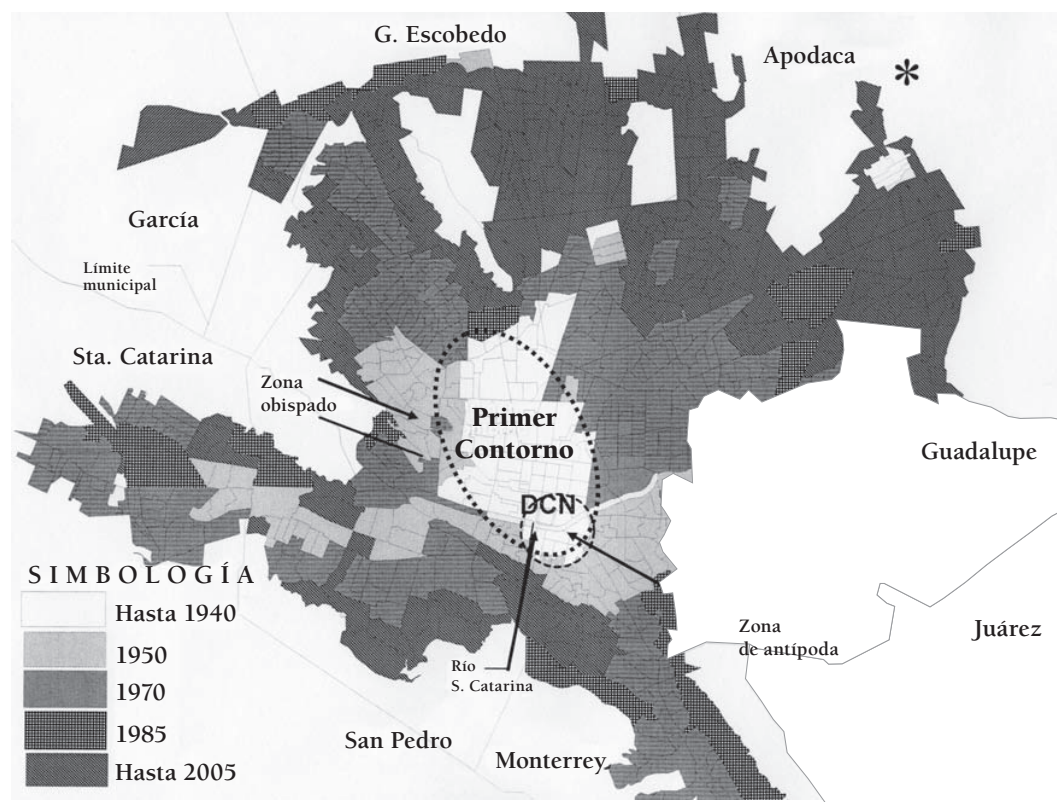 G. Escobedo
Apodaca
*
García
Límite
municipal
Sta. Catarina
Zona
obispado
Primer
Contorno
Guadalupe
DCN
SIMBOLOGÍA
Hasta 1940
1950
1970
1985
Hasta 2005
Río
S. Catarina
Zona
de antípoda
Juárez
San Pedro
Monterrey